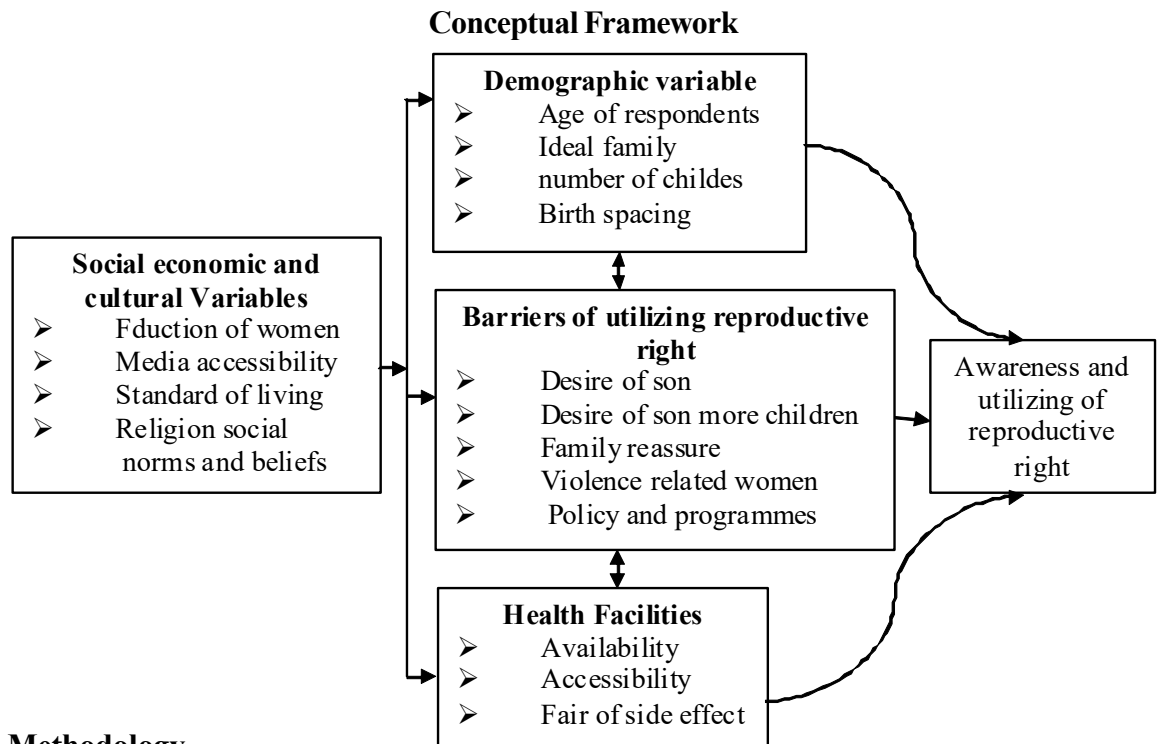 Conceptual Framework
Demographic variable
➢ Age of respondents
➢ Ideal family
➢ number of childes
➢ Birth spacing
Social economic and
cultural Variables
➢ Fduction of women
➢ Media accessibility
➢ Standard of living
➢ Religion social
norms and beliefs
Barriers of utilizing reproductive
right
➢ Desire of son
➢ Desire of son more children
➢ Family reassure
➢ Violence related women
➢ Policy and programmes
Awareness and
utilizing of
reproductive
right
Health Facilities
➢ Availability
➢ Accessibility
➢ Fair of side effect
Methodology